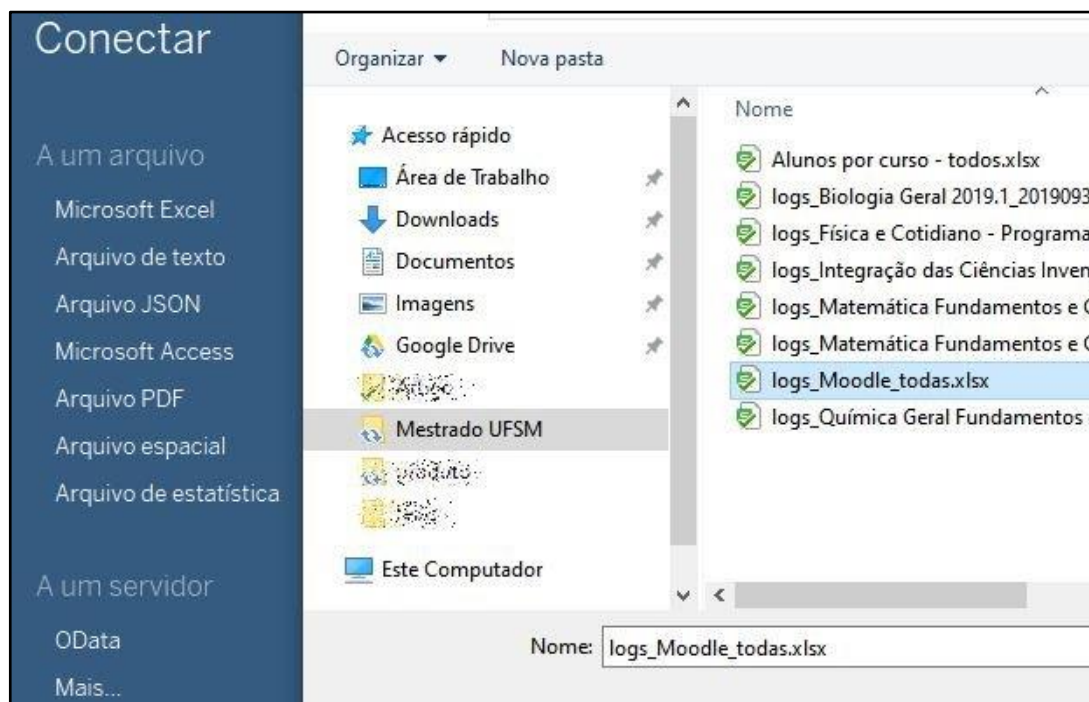 Conectar
A um arquivo
Microsoft Excel
Arquivo de texto
Arquivo JSON
Microsoft Access
Arquivo PDF
Arquivo espacial
Arquivo de estatística
A um servidor
OData
Mais...
Organizar
Nova pasta
Acesso rápido
Área de Trabalho
Downloads
Documentos
Imagens
Google Drive
Mestrado UFSM
Este Computador
Nome
Alunos por curso - todos.xlsx
logs_Biologia Geral 2019.1_2019093
logs_Física e Cotidiano - Programa
logs_Integração das Ciências Inven
logs_Matemática Fundamentos e
logs_Matemática Fundamentos e
logs_Moodle_todas.xlsx
logs_Química Geral Fundamentos
Nome: logs_Moodle_todas.xlsx